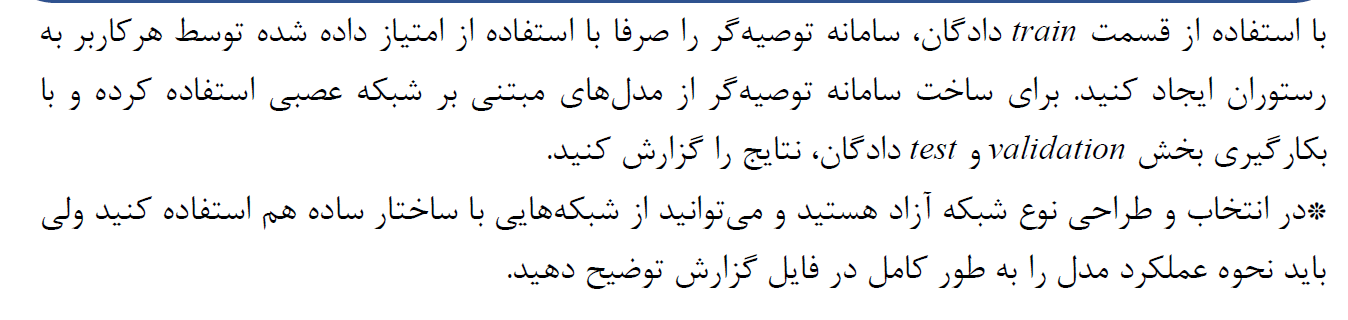 با استفاده از قسمت train دادگان، سامانه توصیه‌گر را صرفا با استفاده از امتیاز داده شده توسط هرکاربر به
رستوران ایجاد کنید. برای ساخت سامانه توصیه‌گر از مدل‌های مبتنی بر شبکه عصبی استفاده کرده و با
بکارگیری بخش validation و test دادگان، نتایج را گزارش کنید.
*در انتخاب و طراحی نوع شبکه آزاد هستید و می‌توانید از شبکه‌هایی با ساختار ساده هم استفاده کنید ولی
باید نحوه عملکرد مدل را به طور کامل در فایل گزارش توضیح دهید.